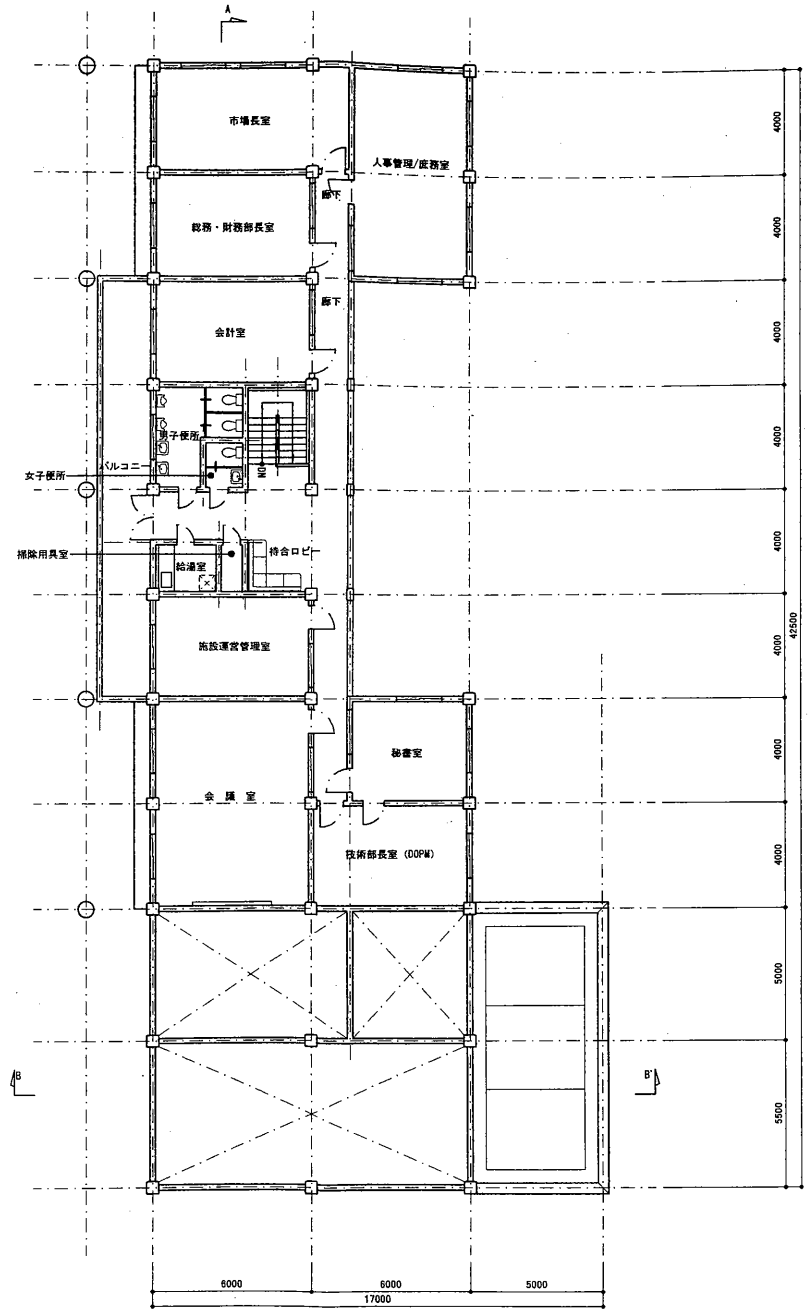 A
市場長室
人事管理/庶務室
廊下
総務・財務部長室
廊下
会計室
男子便所
バルコニー
女子便所
DN
掃除用具室
給湯室
待合ロビー
施設運営管理室
秘書室
会議室
技術部長室 (DOPM)
B
B'
4000
4000
4000
4000
4000
4000
4000
4000
5000
5500
42500
6000
6000
5000
17000